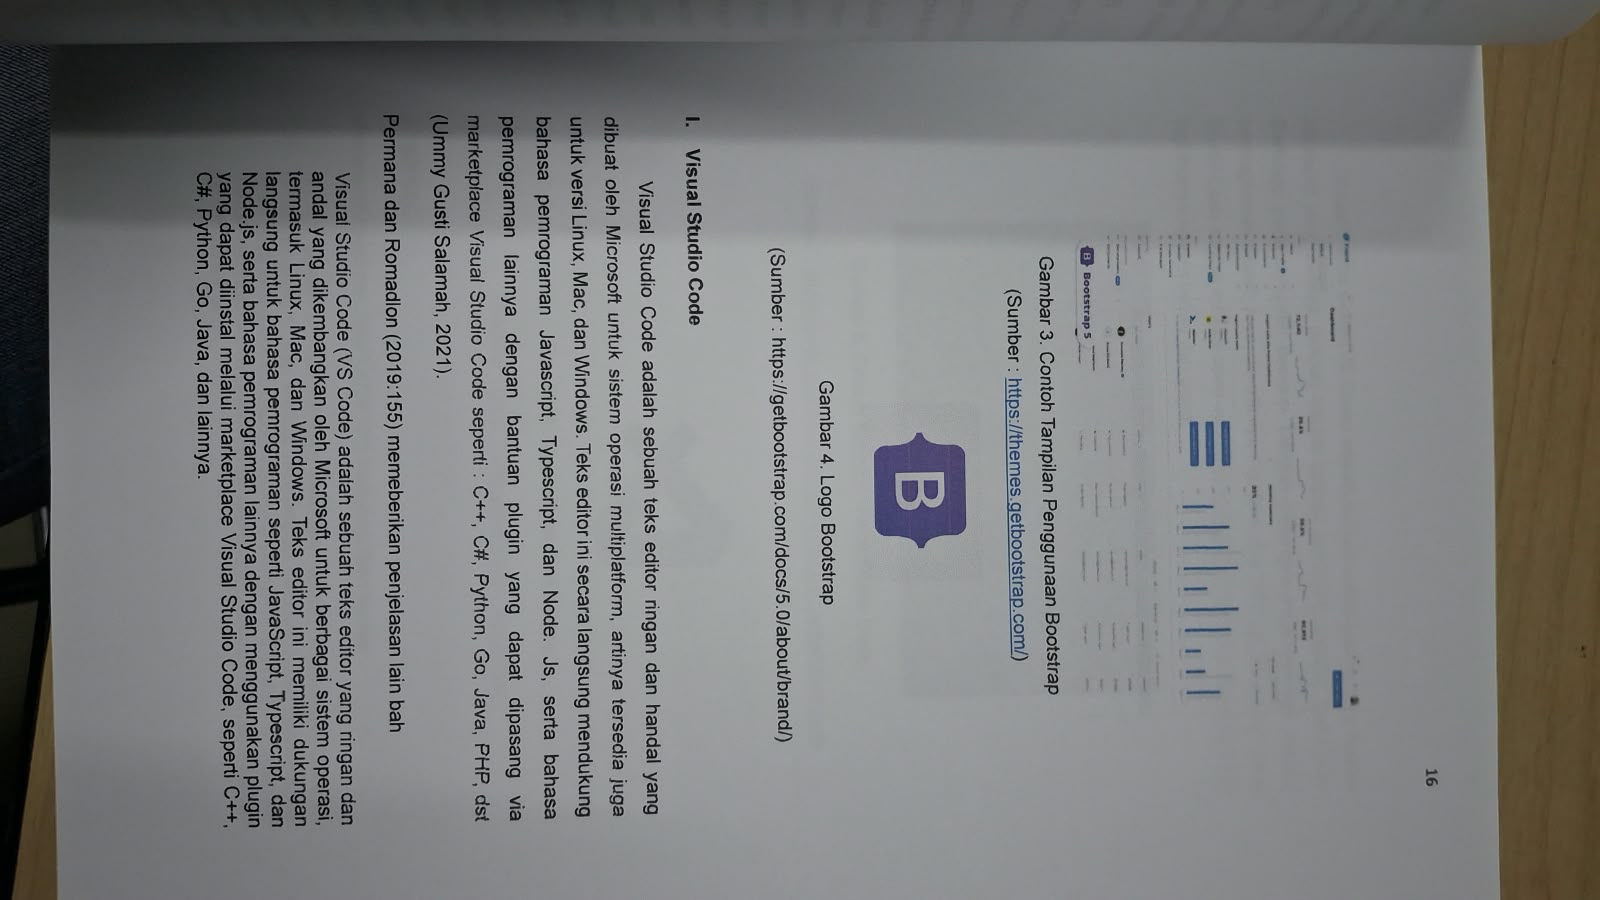 16
Dashboard
Bootstrap 5
Gambar 3. Contoh Tampilan Penggunaan Bootstrap
(Sumber : https://themes.getbootstrap.com/)
B
Gambar 4. Logo Bootstrap
(Sumber : https://getbootstrap.com/docs/5.0/about/brand/)
I. Visual Studio Code
Visual Studio Code adalah sebuah teks editor ringan dan handal yang
dibuat oleh Microsoft untuk sistem operasi multiplatform, artinya tersedia juga
untuk versi Linux, Mac, dan Windows. Teks editor ini secara langsung mendukung
bahasa pemrograman Javascript, Typescript, dan Node. Js, serta bahasa
pemrograman lainnya dengan bantuan plugin yang dapat dipasang via
marketplace Visual Studio Code seperti : C++, C#, Python, Go, Java, PHP, dst
(Ummy Gusti Salamah, 2021).
Permana dan Romadlon (2019:155) memeberikan penjelasan lain bah
Visual Studio Code (VS Code) adalah sebuah teks editor yang ringan dan
andal yang dikembangkan oleh Microsoft untuk berbagai sistem operasi,
termasuk Linux, Mac, dan Windows. Teks editor ini memiliki dukungan
langsung untuk bahasa pemrograman seperti JavaScript, Typescript, dan
Node.js, serta bahasa pemrograman lainnya dengan menggunakan plugin
yang dapat diinstal melalui marketplace Visual Studio Code, seperti C++,
C#, Python, Go, Java, dan lainnya.